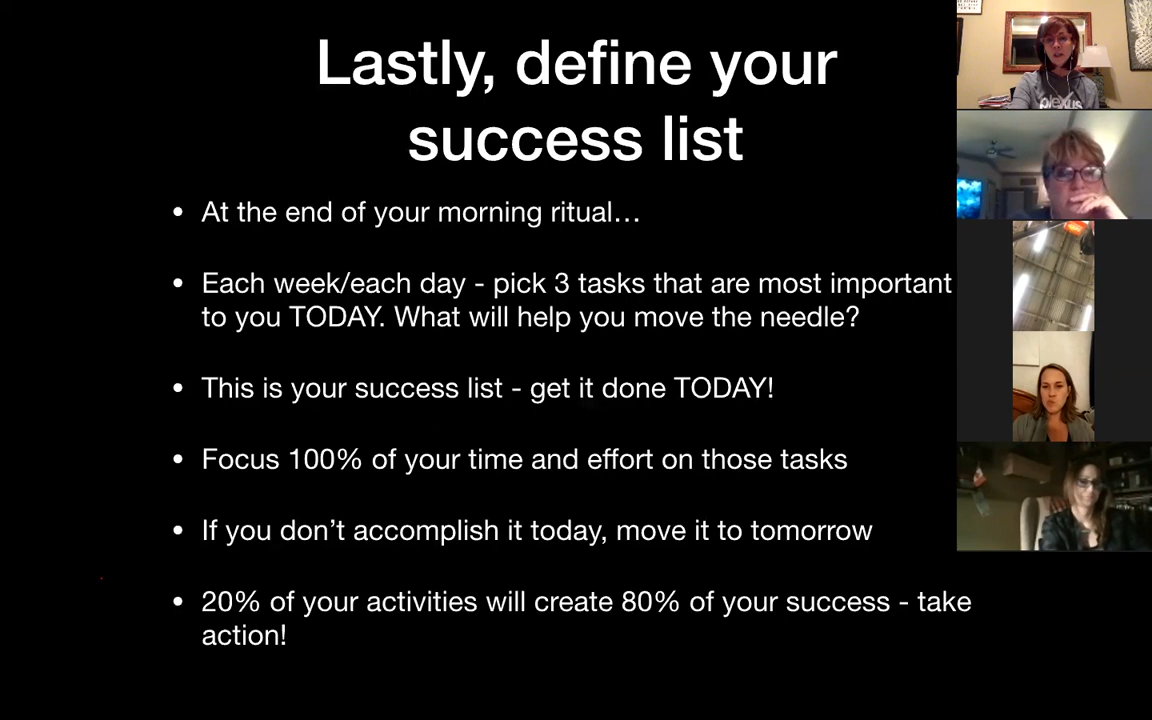 Lastly, define your
success list
• At the end of your morning ritual…
• Each week/each day - pick 3 tasks that are most important
to you TODAY. What will help you move the needle?
• This is your success list - get it done TODAY!
• Focus 100% of your time and effort on those tasks
• If you don’t accomplish it today, move it to tomorrow
• 20% of your activities will create 80% of your success - take
action!
plexus